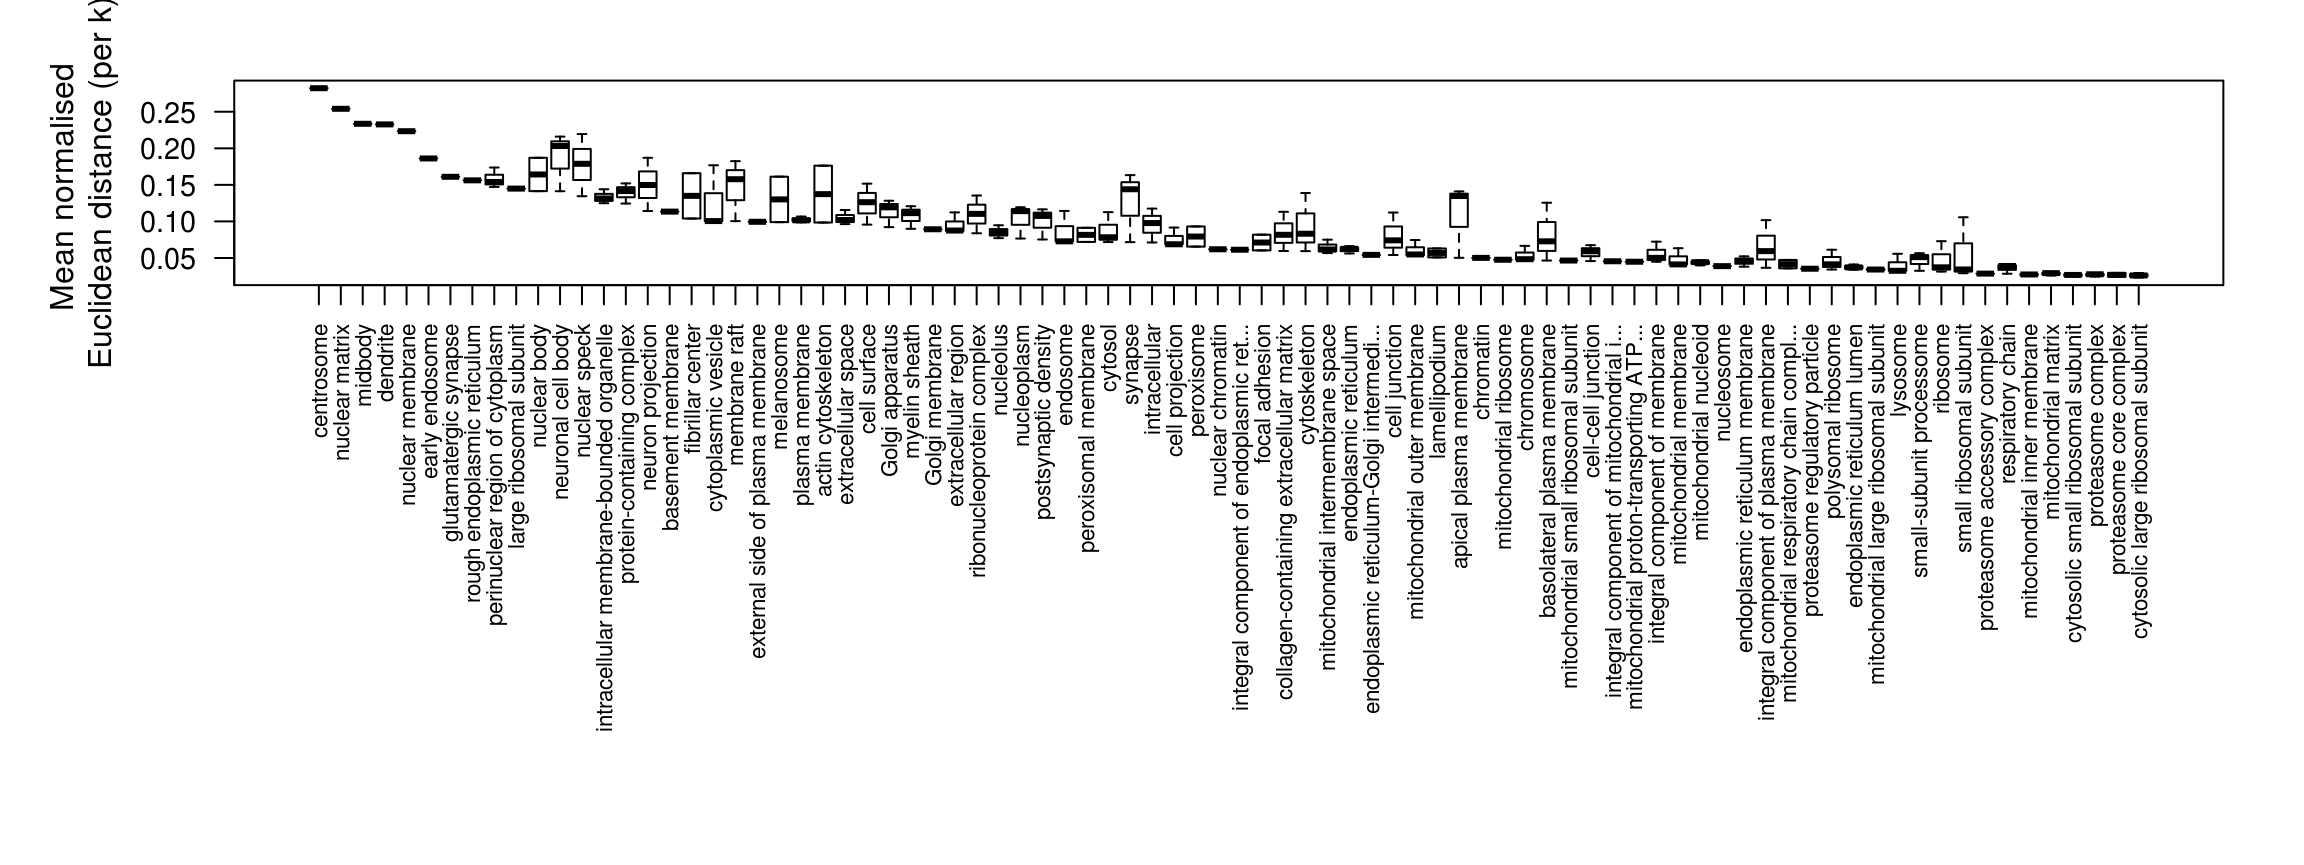 Mean normalised
Euclidean distance (per k)
0.25
0.20
0.15
0.10
0.05
centrosome
nuclear matrix
midbody
dendrite
nuclear membrane
early endosome
glutamatergic synapse
rough endoplasmic reticulum
perinuclear region of cytoplasm
large ribosomal subunit
nuclear body
neuronal cell body
nuclear speck
intracellular membrane-bounded organelle
protein-containing complex
neuron projection
basement membrane
fibrillar center
cytoplasmic vesicle
membrane raft
external side of plasma membrane
melanosome
plasma membrane
actin cytoskeleton
extracellular space
cell surface
Golgi apparatus
myelin sheath
Golgi membrane
extracellular region
ribonucleoprotein complex
nucleolus
nucleoplasm
postsynaptic density
endosome
peroxisomal membrane
cytosol
synapse
intracellular
cell projection
peroxisome
nuclear chromatin
integral component of endoplasmic ret...
focal adhesion
collagen-containing extracellular matrix
cytoskeleton
mitochondrial intermembrane space
endoplasmic reticulum
endoplasmic reticulum-Golgi intermedi...
cell junction
mitochondrial outer membrane
lamellipodium
apical plasma membrane
chromatin
mitochondrial ribosome
chromosome
basolateral plasma membrane
mitochondrial small ribosomal subunit
cell-cell junction
integral component of mitochondrial i...
mitochondrial proton-transporting ATP...
integral component of membrane
mitochondrial membrane
mitochondrial nucleoid
nucleosome
endoplasmic reticulum membrane
integral component of plasma membrane
mitochondrial respiratory chain compl...
proteasome regulatory particle
polysomal ribosome
endoplasmic reticulum lumen
mitochondrial large ribosomal subunit
lysosome
small-subunit processome
ribosome
small ribosomal subunit
proteasome accessory complex
respiratory chain
mitochondrial inner membrane
mitochondrial matrix
cytosolic small ribosomal subunit
proteasome complex
proteasome core complex
cytosolic large ribosomal subunit